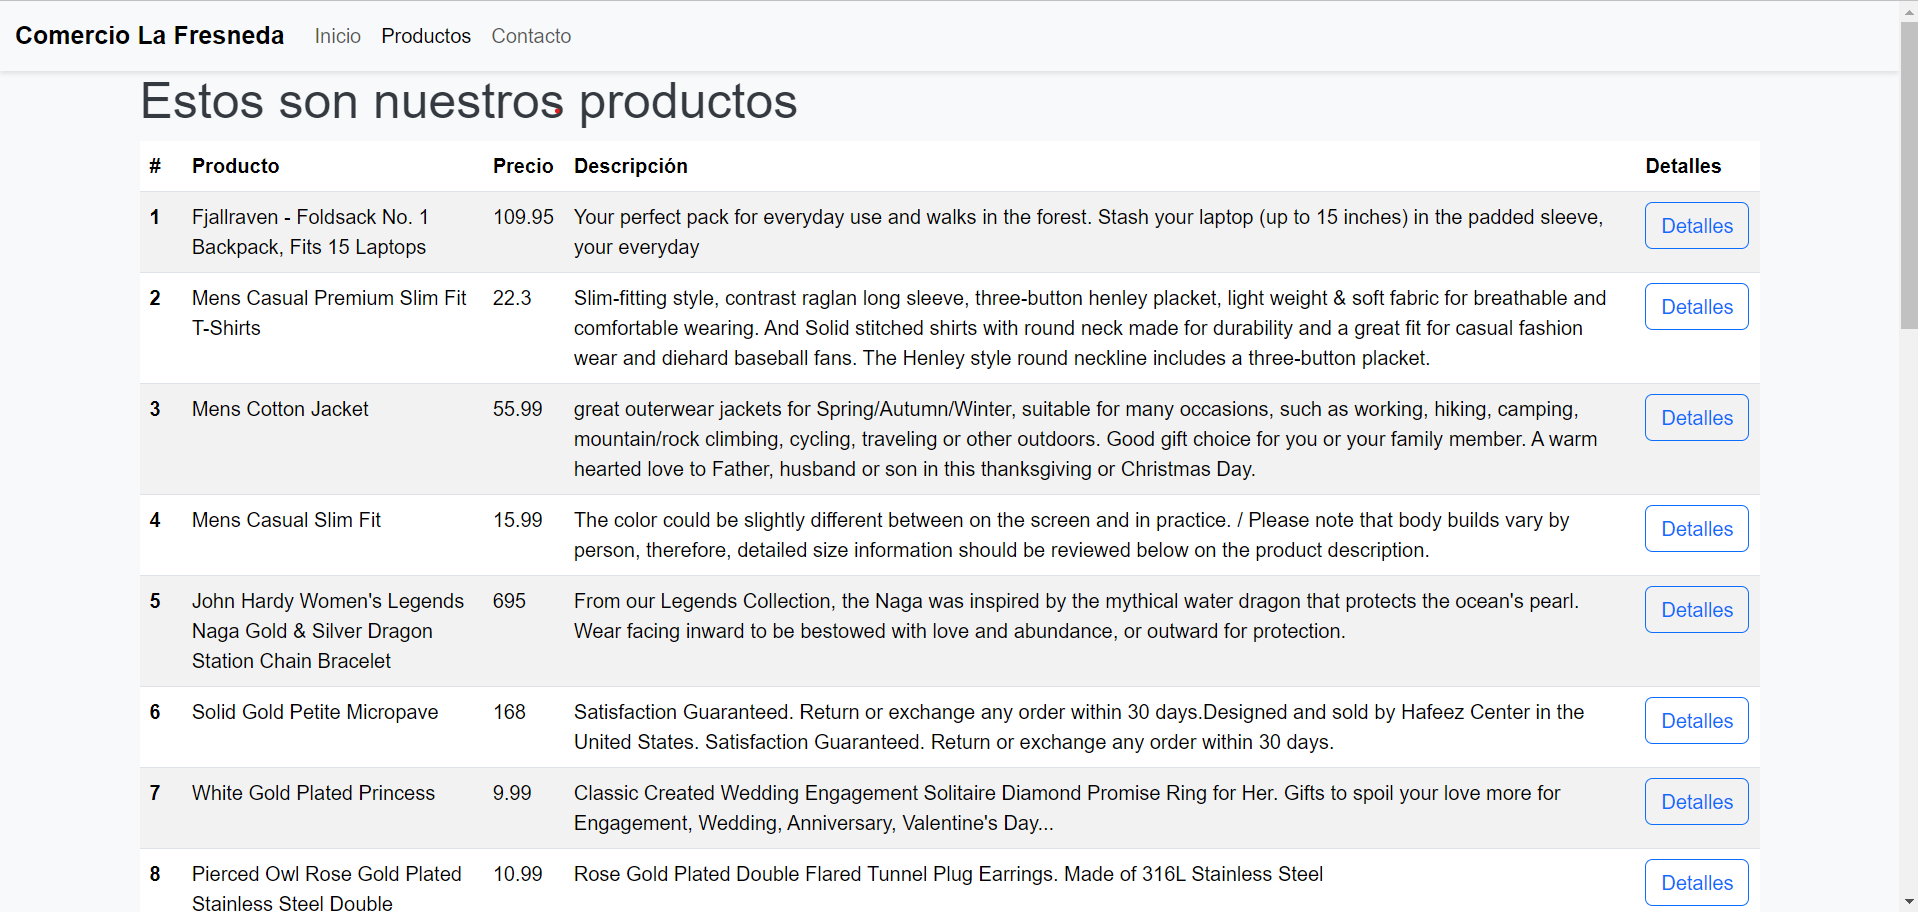 Comercio La Fresneda Inicio Productos Contacto
Estos son nuestros productos
# Producto Precio Descripción Detalles
1 Fjallraven - Foldsack No. 1 109.95 Your perfect pack for everyday use and walks in the forest. Stash your laptop (up to 15 inches) in the padded sleeve, Detalles
Backpack, Fits 15 Laptops your everyday
2 Mens Casual Premium Slim Fit 22.3 Slim-fitting style, contrast raglan long sleeve, three-button henley placket, light weight & soft fabric for breathable and Detalles
T-Shirts comfortable wearing. And Solid stitched shirts with round neck made for durability and a great fit for casual fashion
wear and diehard baseball fans. The Henley style round neckline includes a three-button placket.
3 Mens Cotton Jacket 55.99 great outerwear jackets for Spring/Autumn/Winter, suitable for many occasions, such as working, hiking, camping, Detalles
mountain/rock climbing, cycling, traveling or other outdoors. Good gift choice for you or your family member. A warm
hearted love to Father, husband or son in this thanksgiving or Christmas Day.
4 Mens Casual Slim Fit 15.99 The color could be slightly different between on the screen and in practice. / Please note that body builds vary by Detalles
person, therefore, detailed size information should be reviewed below on the product description.
5 John Hardy Women's Legends 695 From our Legends Collection, the Naga was inspired by the mythical water dragon that protects the ocean's pearl. Detalles
Naga Gold & Silver Dragon Wear facing inward to be bestowed with love and abundance, or outward for protection.
Station Chain Bracelet
6 Solid Gold Petite Micropave 168 Satisfaction Guaranteed. Return or exchange any order within 30 days.Designed and sold by Hafeez Center in the Detalles
United States. Satisfaction Guaranteed. Return or exchange any order within 30 days.
7 White Gold Plated Princess 9.99 Classic Created Wedding Engagement Solitaire Diamond Promise Ring for Her. Gifts to spoil your love more for Detalles
Engagement, Wedding, Anniversary, Valentine's Day...
8 Pierced Owl Rose Gold Plated 10.99 Rose Gold Plated Double Flared Tunnel Plug Earrings. Made of 316L Stainless Steel Detalles
Stainless Steel Double